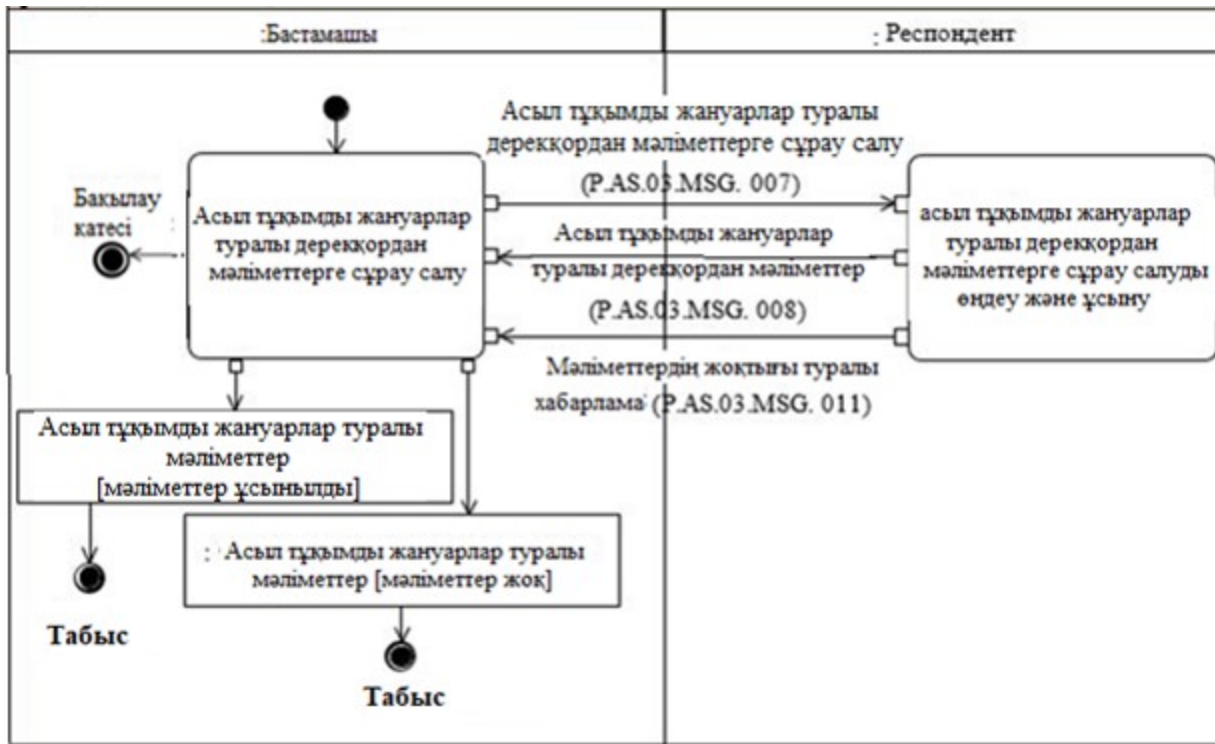 :Бастамашы
: Респондент
Асыл тұқымды жануарлар туралы
дерекқордан мәліметтерге сұрау салу
(P.AS.03.MSG. 007)
Бақылау
қатесі
:
Асыл тұқымды жануарлар
туралы дерекқордан
мәліметтерге сұрау салу
Асыл тұқымды жануарлар
туралы дерекқордан мәліметтер
(P.AS.03.MSG. 008)
асыл тұқымды жануарлар
туралы дерекқордан
мәліметтерге сұрау салуды
өңдеу және ұсыну
Мәліметтердің жоқтығы туралы
хабарлама (P.AS.03.MSG. 011)
Асыл тұқымды жануарлар туралы
мәліметтер
[мәліметтер ұсынылды]
: Асыл тұқымды жануарлар туралы
мәліметтер [мәліметтер жоқ]
Табыс
Табыс